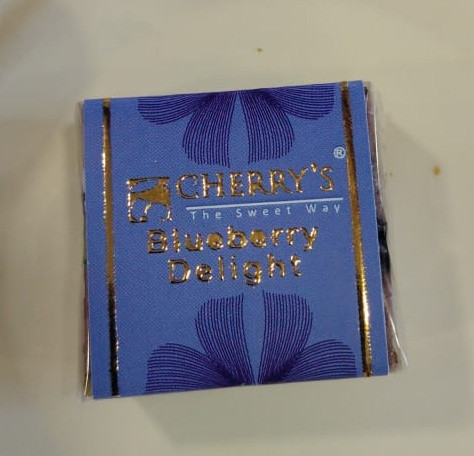 CHERRY'S®
The Sweet Way
Blueberry
Delight